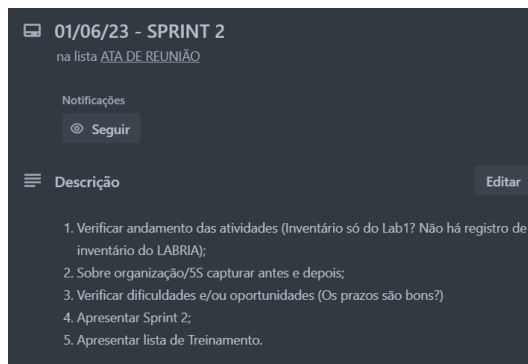 01/06/23 - SPRINT 2
na lista ATA DE REUNIÃO
Notificações
Seguir
Descrição
Editar
1. Verificar andamento das atividades (Inventário só do Lab1? Não há registro de
inventário do LABRIA);
2. Sobre organização/5S capturar antes e depois;
3. Verificar dificuldades e/ou oportunidades (Os prazos são bons?)
4. Apresentar Sprint 2;
5. Apresentar lista de Treinamento.